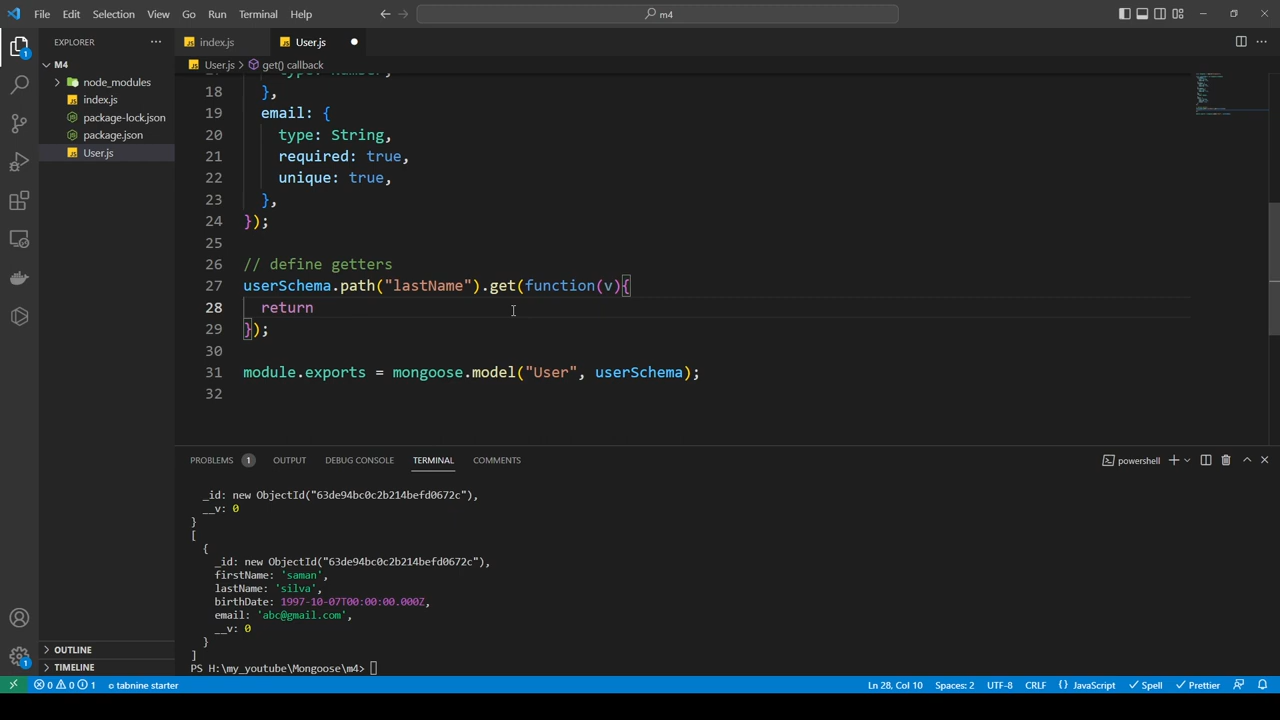 File Edit Selection View Go Run Terminal Help
m4
EXPLORER
index.js
User.js
M4
User.js > get() callback
node_modules
index.js
package-lock.json
package.json
User.js
18 },
19 email: {
20 type: String,
21 required: true,
22 unique: true,
23 },
24 });
25
26 // define getters
27 userSchema.path("lastName").get(function(v){
28 return
29 });
30
31 module.exports = mongoose.model("User", userSchema);
32
PROBLEMS 1 OUTPUT DEBUG CONSOLE TERMINAL COMMENTS
powershell
_id: new ObjectId("63de94bc0c2b214befd0672c"),
__v: 0
}
[
{
_id: new ObjectId("63de94bc0c2b214befd0672c"),
firstName: 'saman',
lastName: 'silva',
birthDate: 1997-10-07T00:00:00.000Z,
email: 'abc@gmail.com',
__v: 0
}
]
PS H:\my_youtube\Mongoose\m4>
OUTLINE
TIMELINE
1
1
0 0 1 tabnine starter
Ln 28, Col 10 Spaces: 2 UTF-8 CRLF {} JavaScript Spell Prettier